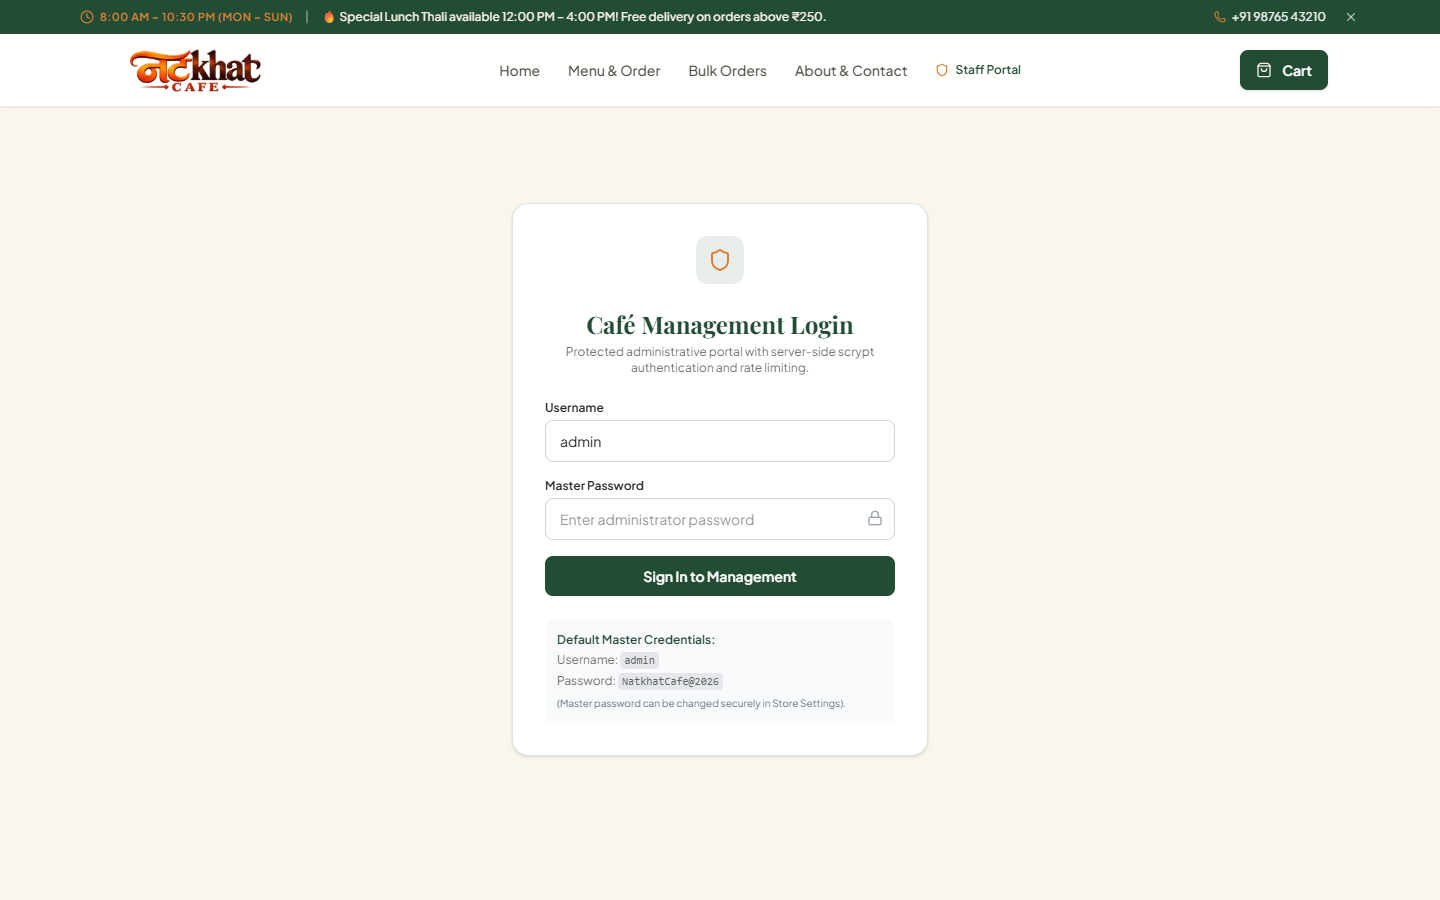 8:00 AM – 10:30 PM (MON – SUN) | 🔥 Special Lunch Thali available 12:00 PM – 4:00 PM! Free delivery on orders above ₹250. +91 98765 43210
नटkhat
CAFE
Home Menu & Order Bulk Orders About & Contact Staff Portal Cart
Café Management Login
Protected administrative portal with server-side scrypt
authentication and rate limiting.
Username
admin
Master Password
Enter administrator password
Sign In to Management
Default Master Credentials:
Username: admin
Password: NatkhatCafe@2026
(Master password can be changed securely in Store Settings).